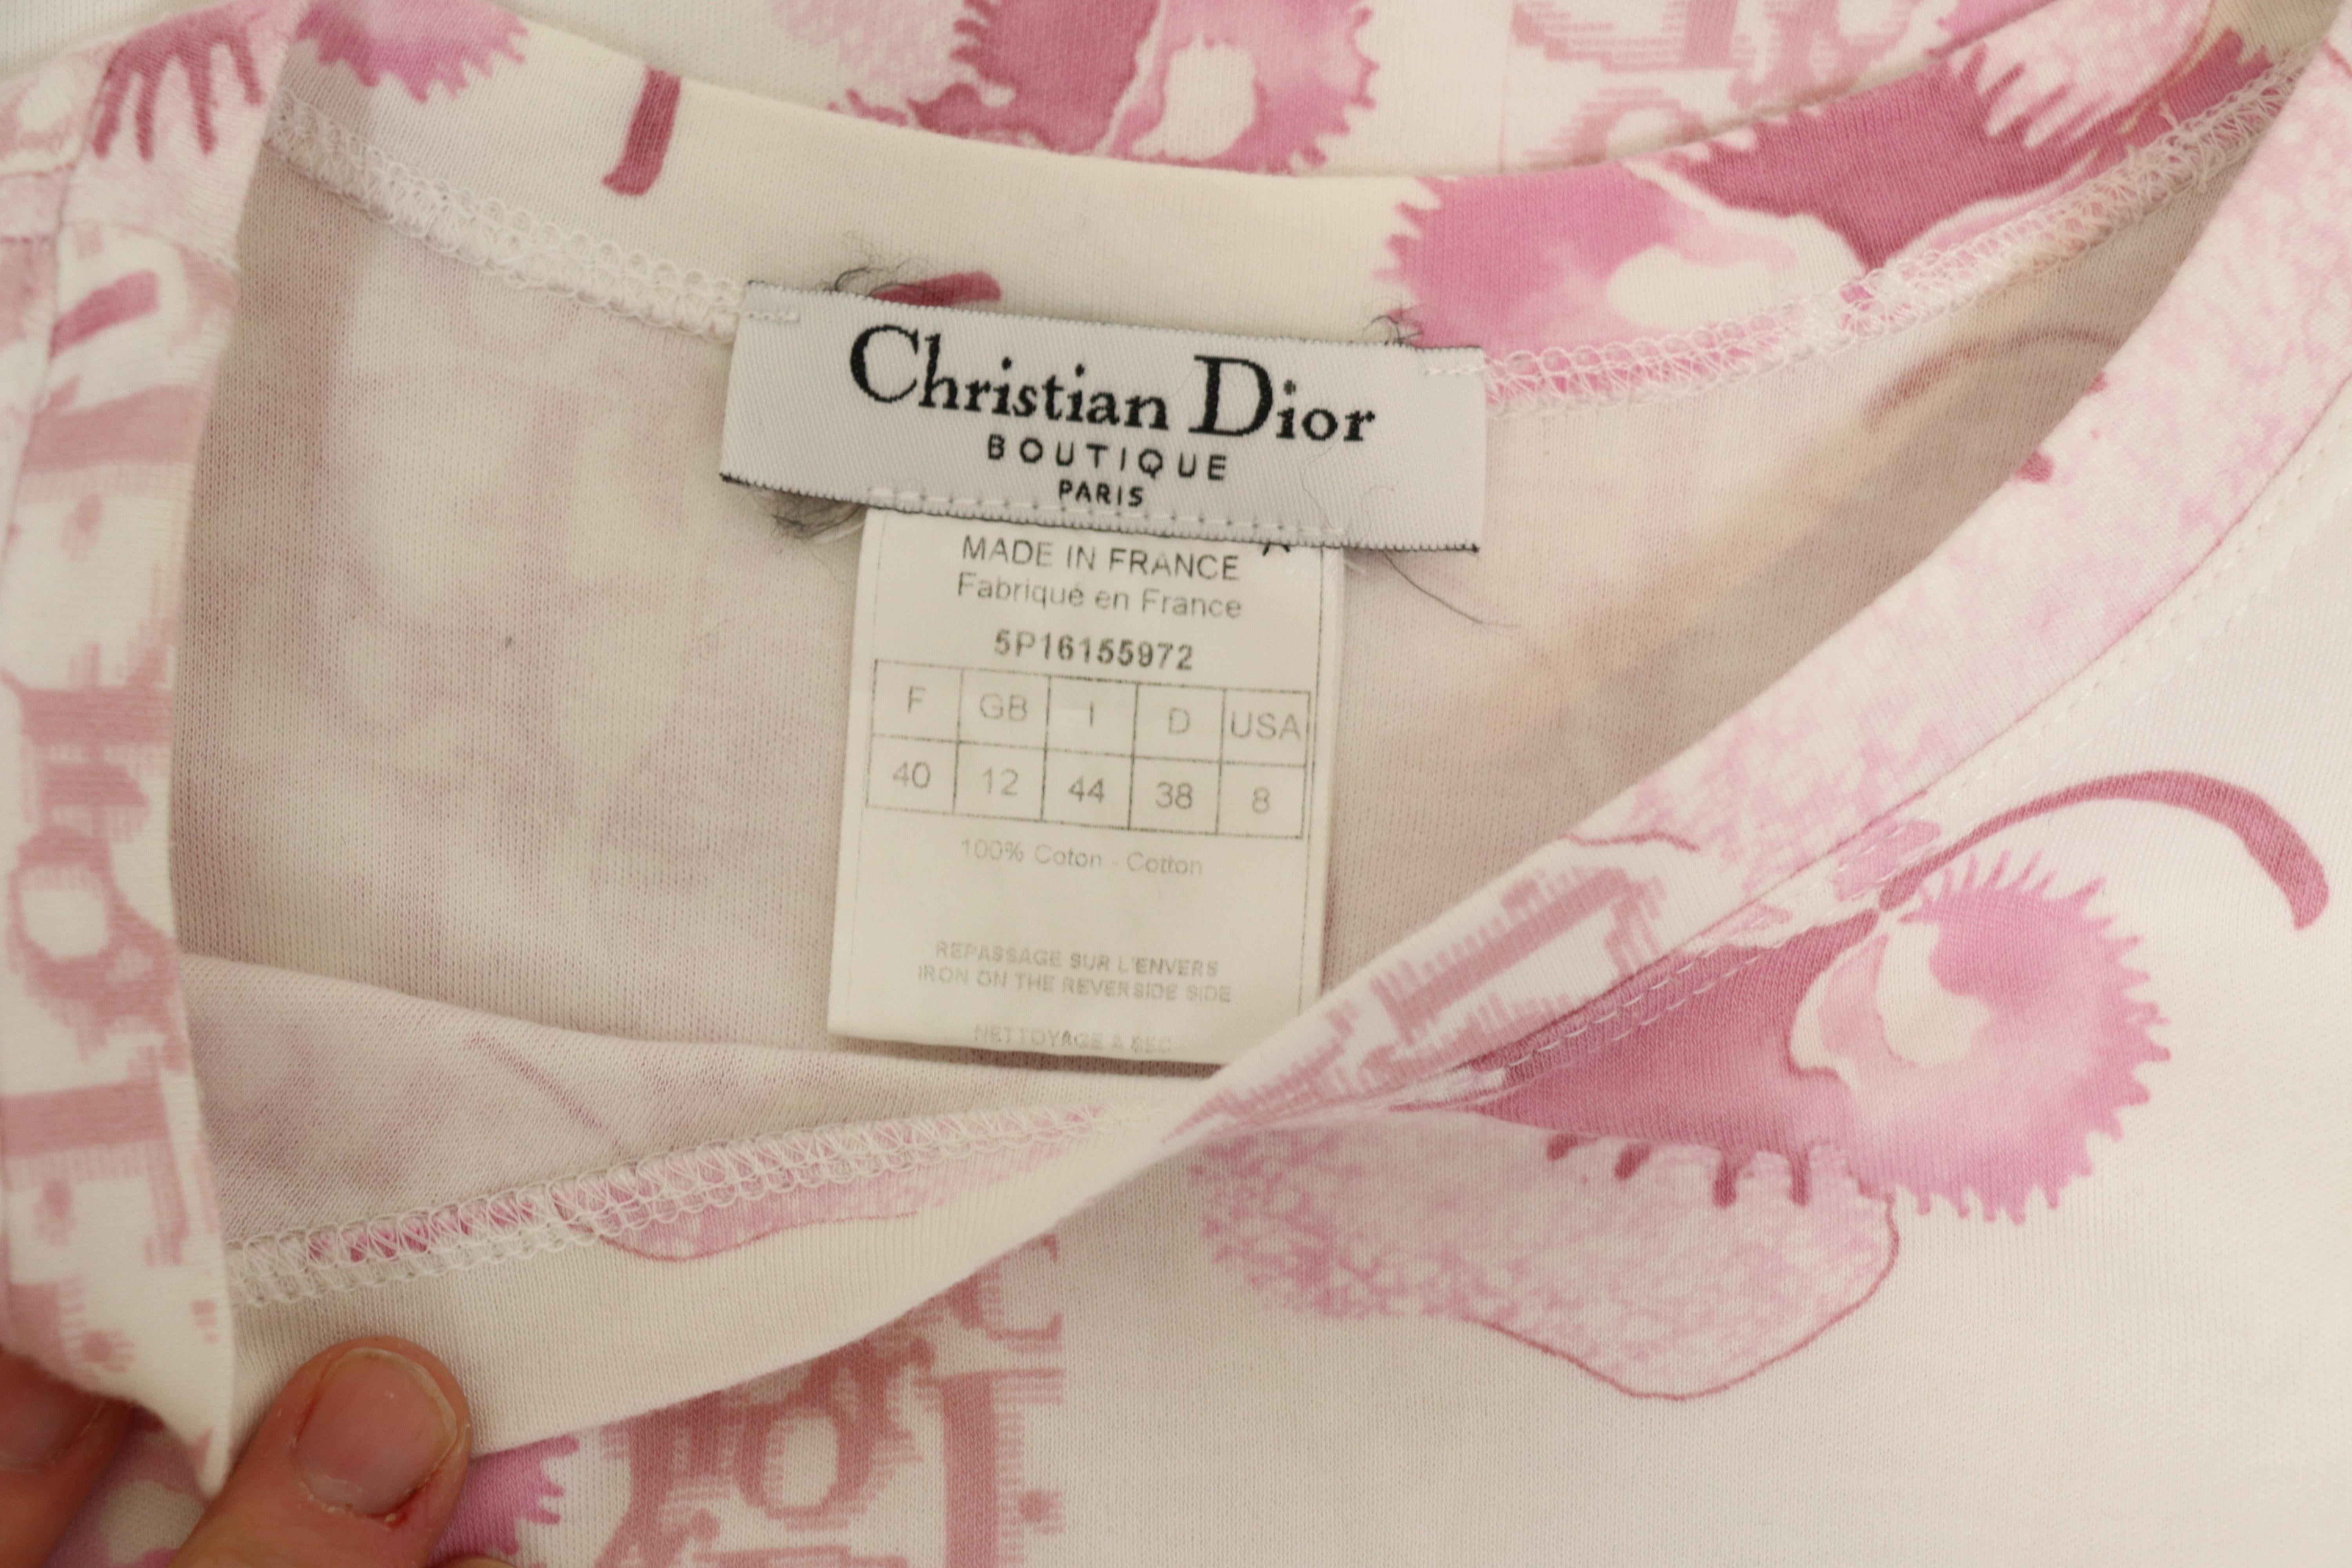 Christian Dior
BOUTIQUE
PARIS
MADE IN FRANCE
Fabriqué en France
5P16155972
F GB I D USA
40 12 44 38 8
100% Coton - Cotton
REPASSAGE SUR L'ENVERS
IRON ON THE REVERSIDE SIDE
NETTOYAGE A SEC